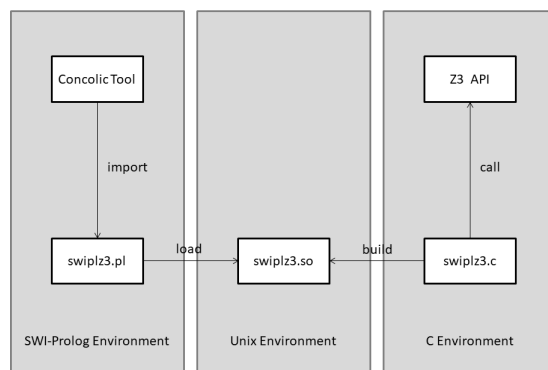 Concolic Tool
Z3 API
import
call
swiplz3.pl
load
swiplz3.so
build
swiplz3.c
SWI-Prolog Environment
Unix Environment
C Environment